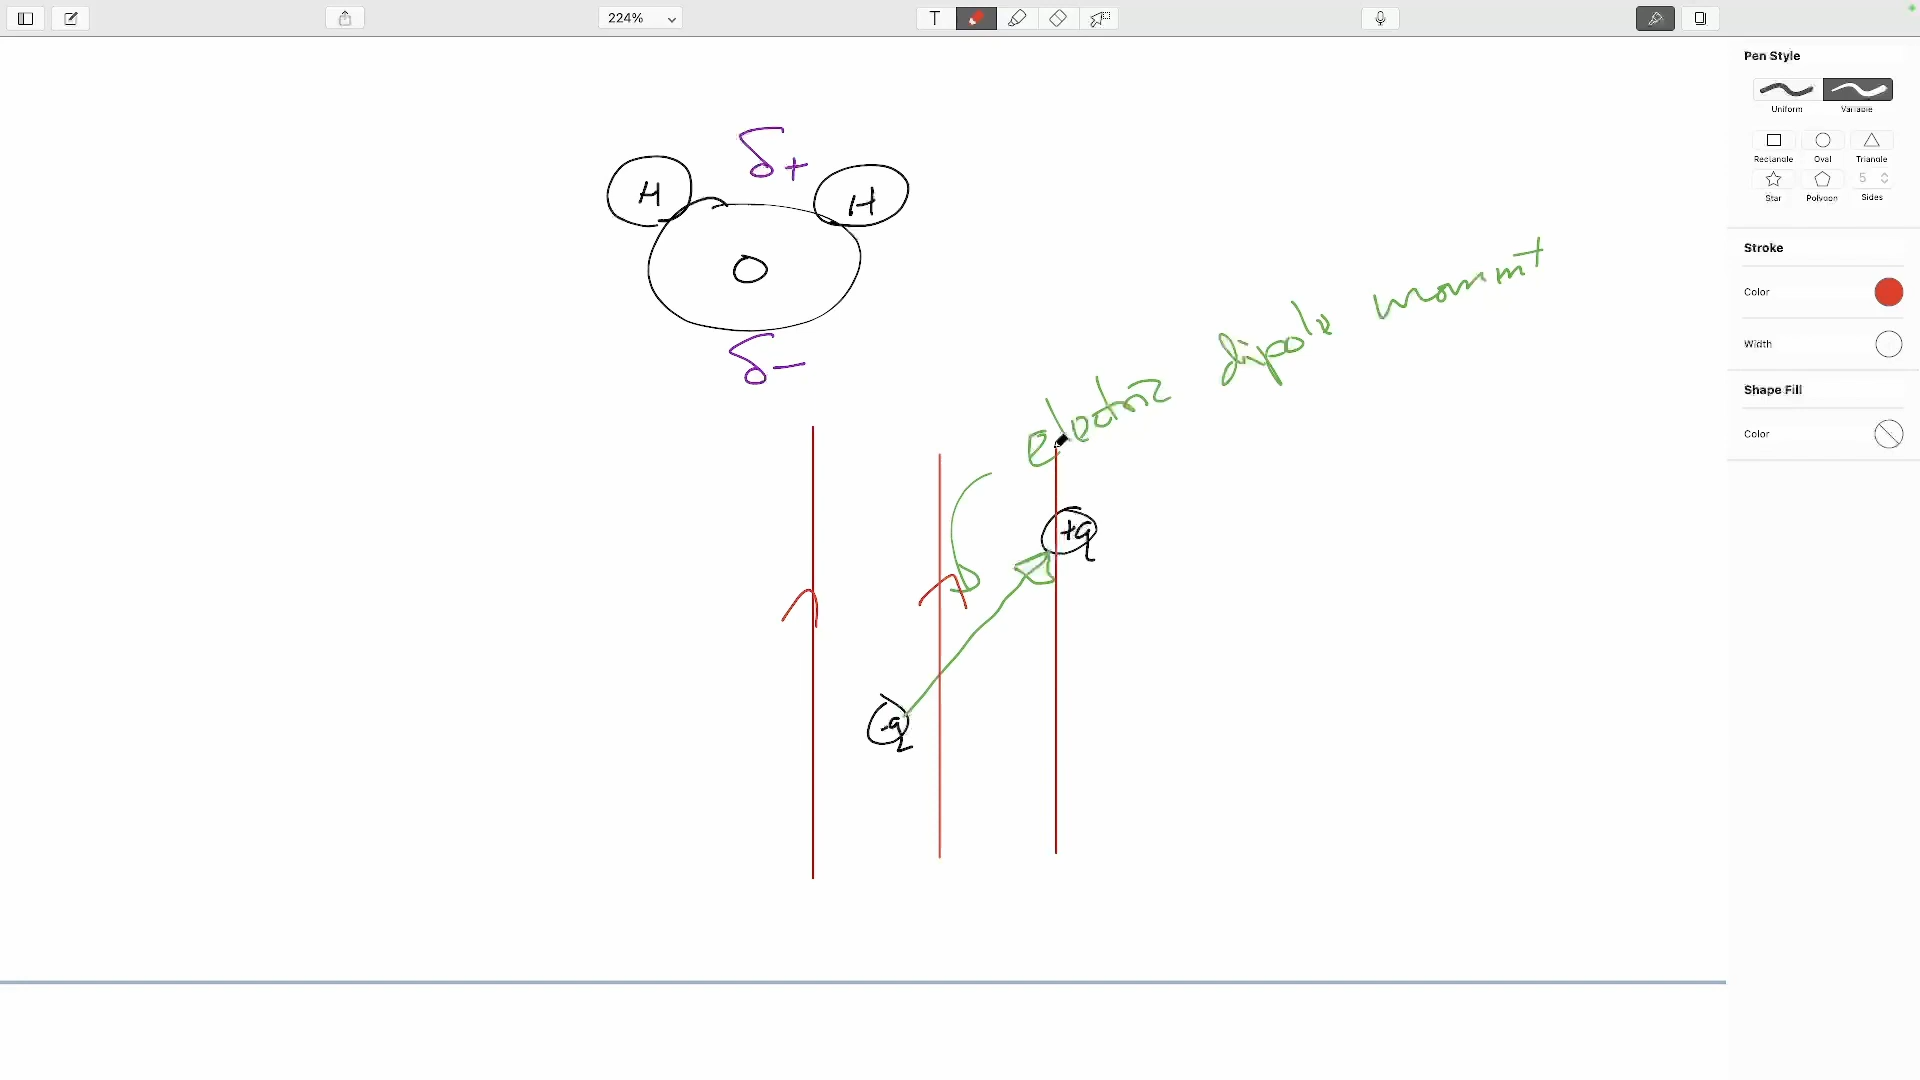 224%
T
Pen Style
Uniform Variable
Rectangle Oval Triangle
5
Star Polygon Sides
Stroke
Color
Width
Shape Fill
Color
δ+
H H
O
δ-
electric dipole moment
+q
-q